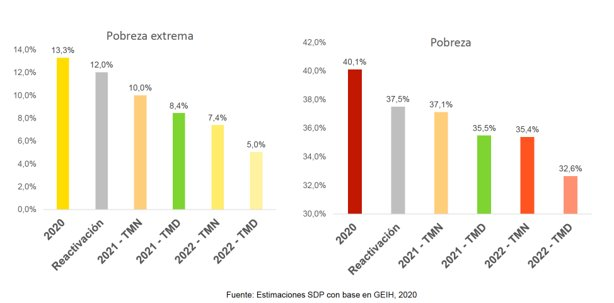 Pobreza extrema
14,0%
12,0%
10,0%
8,0%
6,0%
4,0%
2,0%
0,0%
13,3%
12,0%
10,0%
8,4%
7,4%
5,0%
2020
Reactivación
2021 - TMN
2021 - TMD
2022 - TMN
2022 - TMD
Pobreza
42,0%
40,0%
38,0%
36,0%
34,0%
32,0%
30,0%
40,1%
37,5%
37,1%
35,5%
35,4%
32,6%
2020
Reactivación
2021 - TMN
2021 - TMD
2022 - TMN
2022 - TMD
Fuente: Estimaciones SDP con base en GEIH, 2020